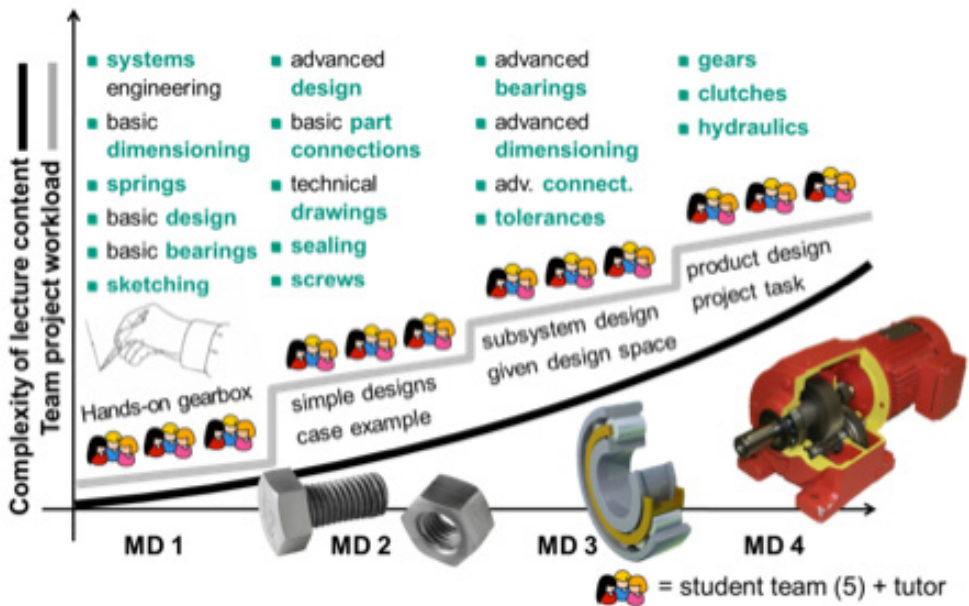 Complexity of lecture content
Team project workload
systems
engineering
basic
dimensioning
springs
basic design
basic bearings
sketching
advanced
design
basic part
connections
technical
drawings
sealing
screws
advanced
bearings
advanced
dimensioning
adv. connect.
tolerances
gears
clutches
hydraulics
Hands-on gearbox
simple designs
case example
subsystem design
given design space
product design
project task
MD 1
MD 2
MD 3
MD 4
= student team (5) + tutor